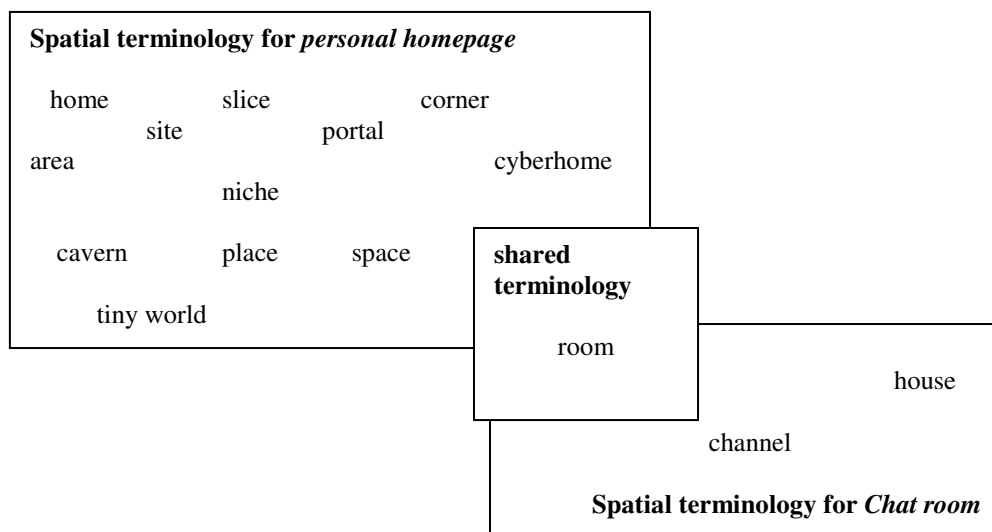 Spatial terminology for personal homepage
home slice corner
site portal
area cyberhome
niche
cavern place space
tiny world
shared
terminology
room
house
channel
Spatial terminology for Chat room